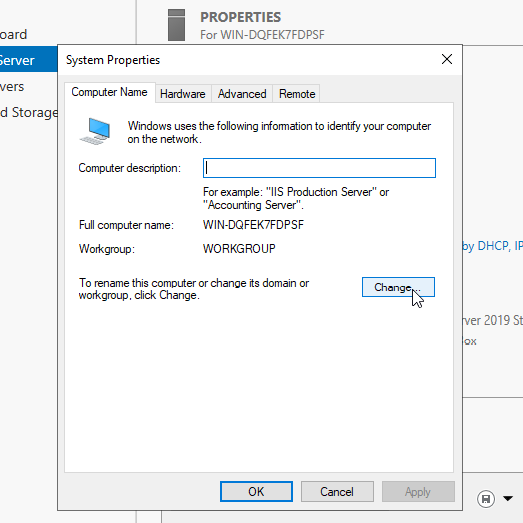 PROPERTIES
For WIN-DQFEK7FDPSF
oard
Server
vers
d Storage
System Properties
Computer Name Hardware Advanced Remote
Windows uses the following information to identify your computer
on the network.
Computer description:
For example: "IIS Production Server" or
"Accounting Server".
Full computer name: WIN-DQFEK7FDPSF
Workgroup: WORKGROUP
To rename this computer or change its domain or
workgroup, click Change.
Change...
by DHCP, IP
rver 2019 St
ox
OK Cancel Apply